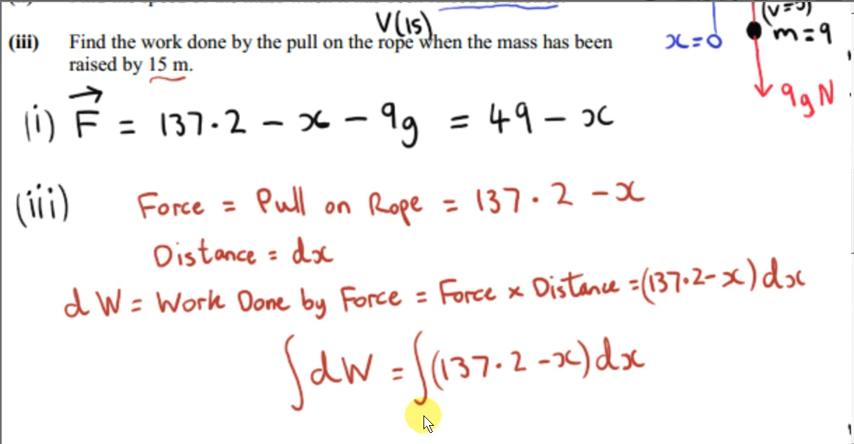 V(15)
(iii) Find the work done by the pull on the rope when the mass has been
raised by 15 m.
x=0
(v=0)
m=9
9gN
(i) F = 137.2 - x - 9g = 49 - x
(iii) Force = Pull on Rope = 137.2 - x
Distance = dx
dW = Work Done by Force = Force x Distance = (137.2-x)dx
∫dW = ∫(137.2-x)dx